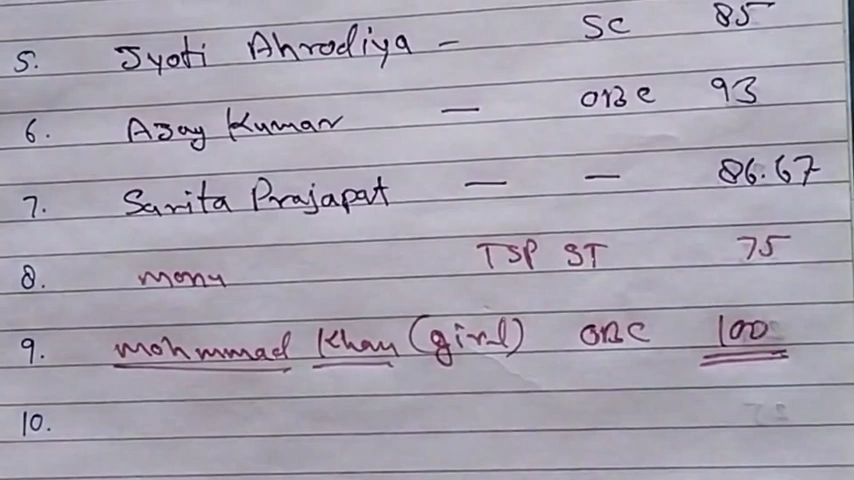 5. Jyoti Ahrodiya - SC 85
6. Ajay Kumar — OBC 93
7. Sarita Prajapat — — 86.67
8. monu TSP ST 75
9. mohmmad Khan (girl) OBC 100
10.